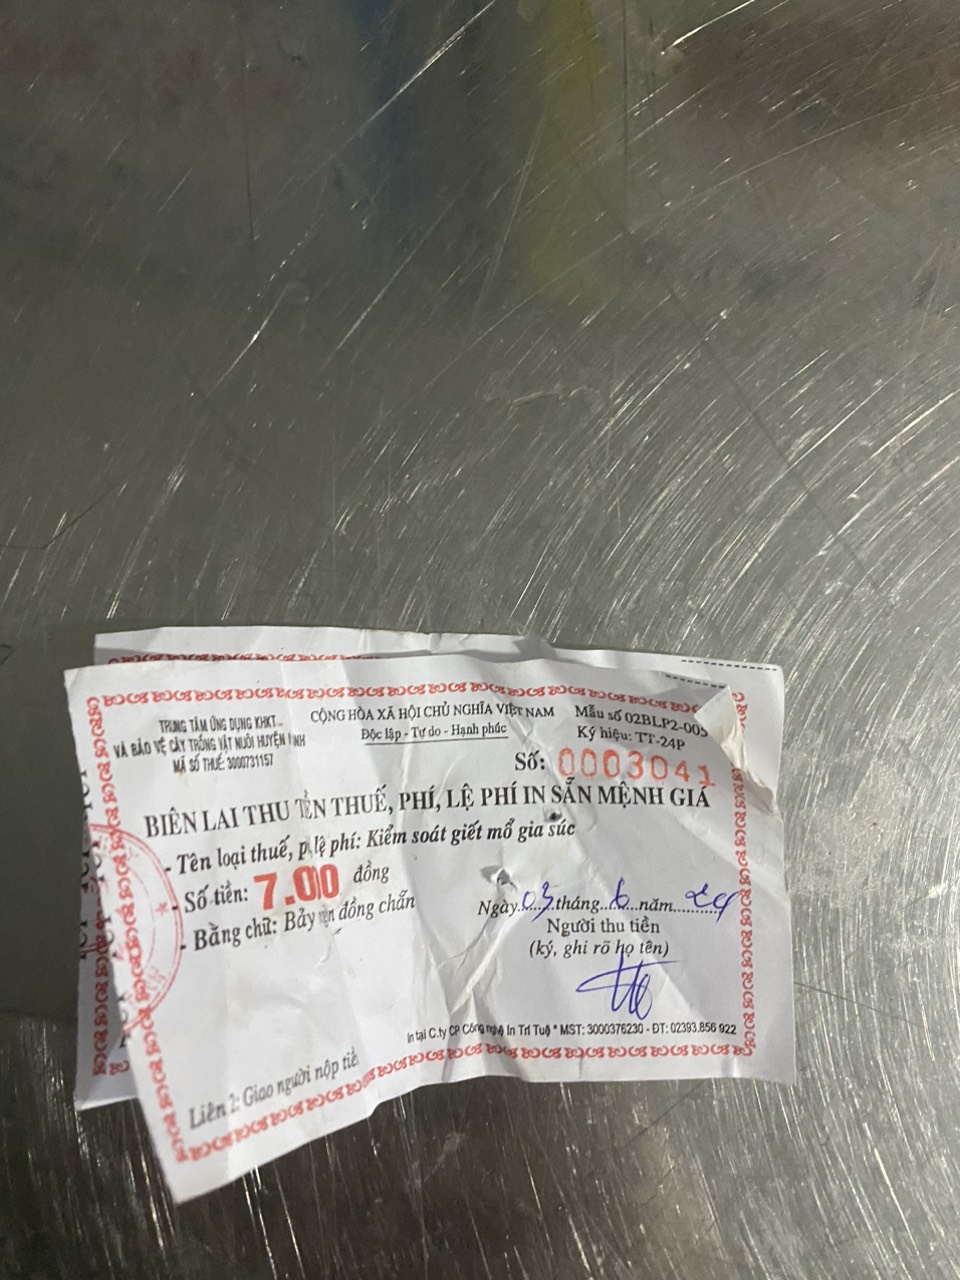 TRUNG TÂM ỨNG DỤNG KHKT
VÀ BẢO VỆ CÂY TRỒNG VẬT NUÔI HUYỆN
MÃ SỐ THUẾ: 3000731157
CỘNG HÒA XÃ HỘI CHỦ NGHĨA VIỆT NAM
Độc lập - Tự do - Hạnh phúc
Mẫu số 02BLP2-005
Ký hiệu: TT-24P
Số: 0003041
BIÊN LAI THU TIỀN THUẾ, PHÍ, LỆ PHÍ IN SẴN MỆNH GIÁ
- Tên loại thuế, lệ phí: Kiểm soát giết mổ gia súc
- Số tiền: đồng
- Bằng chữ: Bảy đồng chẵn
Ngày 03 tháng 6 năm 24
Người thu tiền
(ký, ghi rõ họ tên)
In tại C.ty CP Công nghệ In Trí Tuệ * MST: 3000376230 - ĐT: 02393.856 922
Liên 2: Giao người nộp tiền